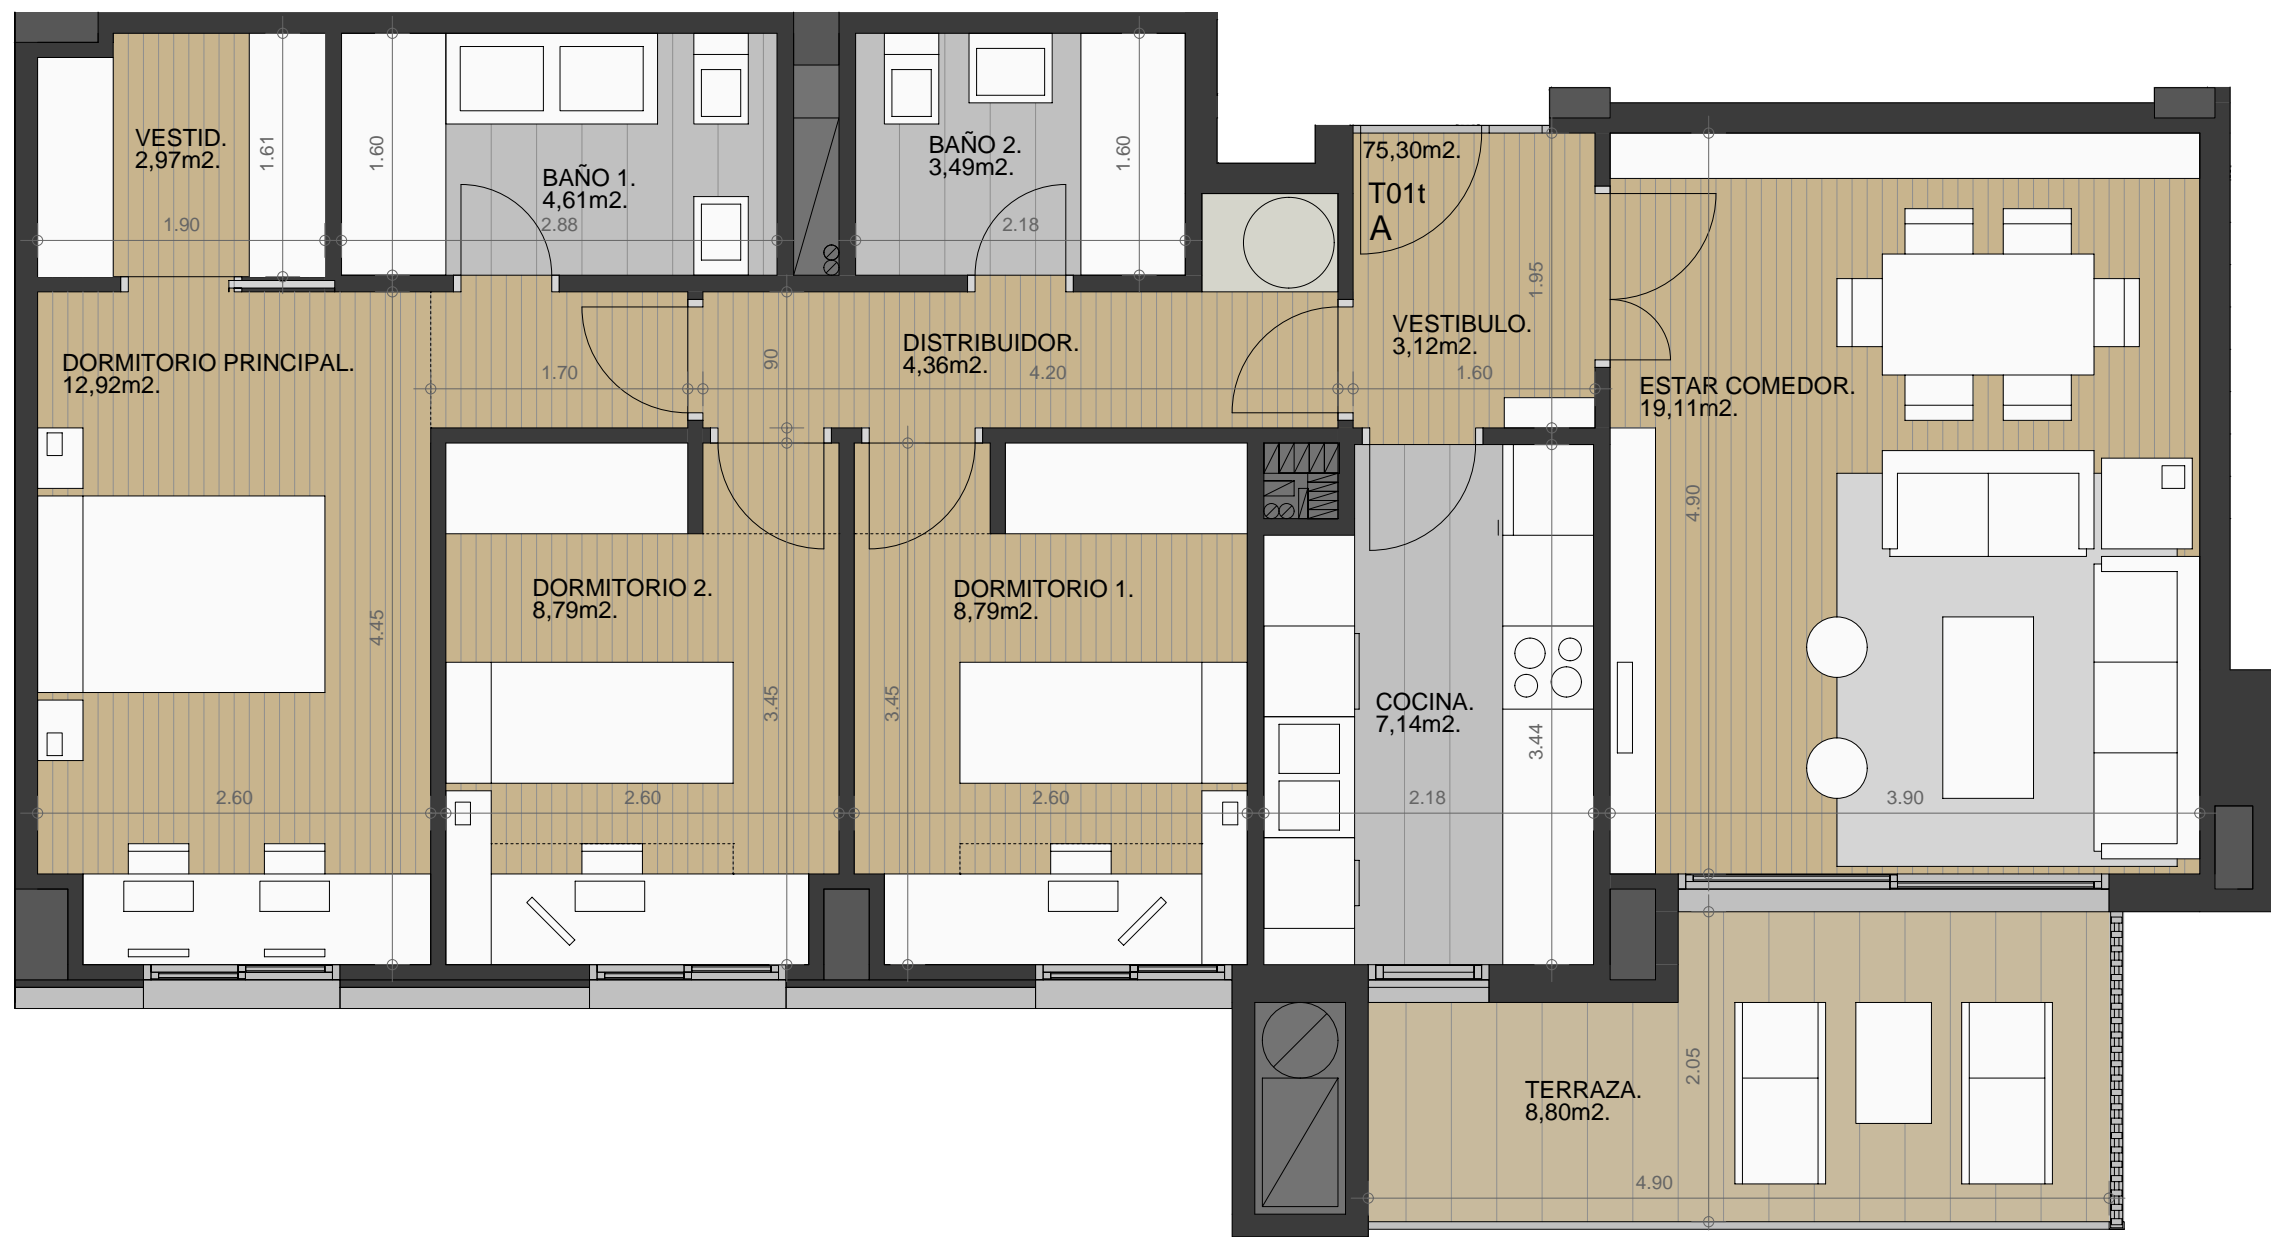 VESTID.
2,97m2.
1.61
1.90
1.60
BAÑO 1.
4,61m2.
2.88
BAÑO 2.
3,49m2.
1.60
2.18
75,30m2.
T01t
A
1.95
VESTIBULO.
3,12m2.
1.60
DORMITORIO PRINCIPAL.
12,92m2.
1.70
90
DISTRIBUIDOR.
4,36m2.
4.20
ESTAR COMEDOR.
19,11m2.
4.90
DORMITORIO 2.
8,79m2.
DORMITORIO 1.
8,79m2.
4.45
3.45
3.45
COCINA.
7,14m2.
3.44
2.60
2.60
2.60
2.18
3.90
TERRAZA.
8,80m2.
2.05
4.90